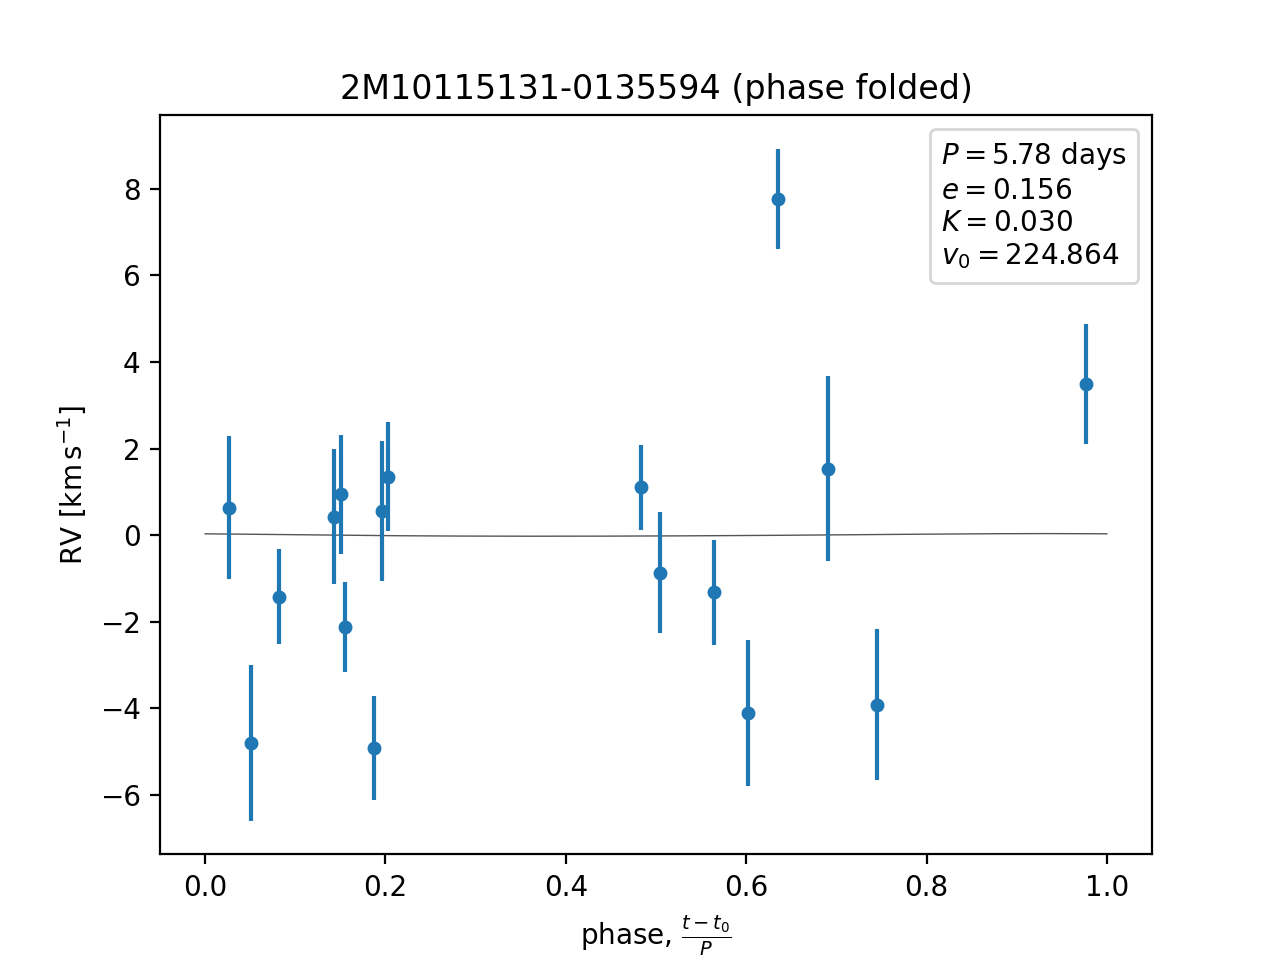 2M10115131-0135594 (phase folded)
P = 5.78 days
e = 0.156
K = 0.030
v₀ = 224.864
8
6
4
2
0
−2
−4
−6
RV [km s⁻¹]
0.0 0.2 0.4 0.6 0.8 1.0
phase, (t − t₀)/P